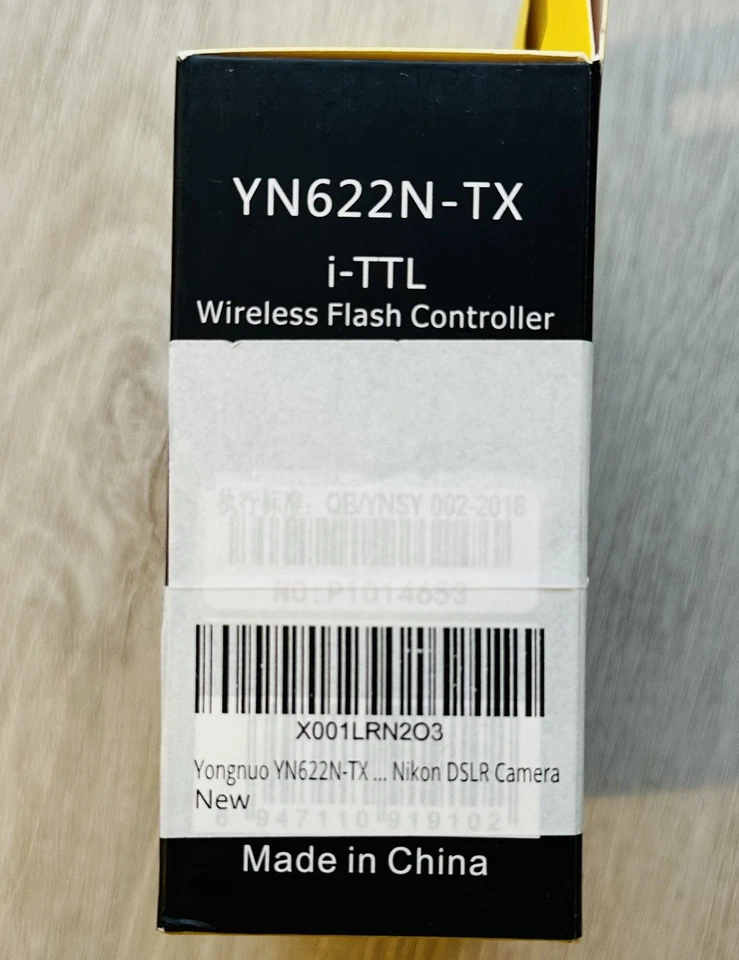 YN622N-TX
i-TTL
Wireless Flash Controller
执行标准：QB/YNSY 002-2018
NO:P1014653
X001LRN2O3
Yongnuo YN622N-TX ... Nikon DSLR Camera
New
6 947110 919102
Made in China